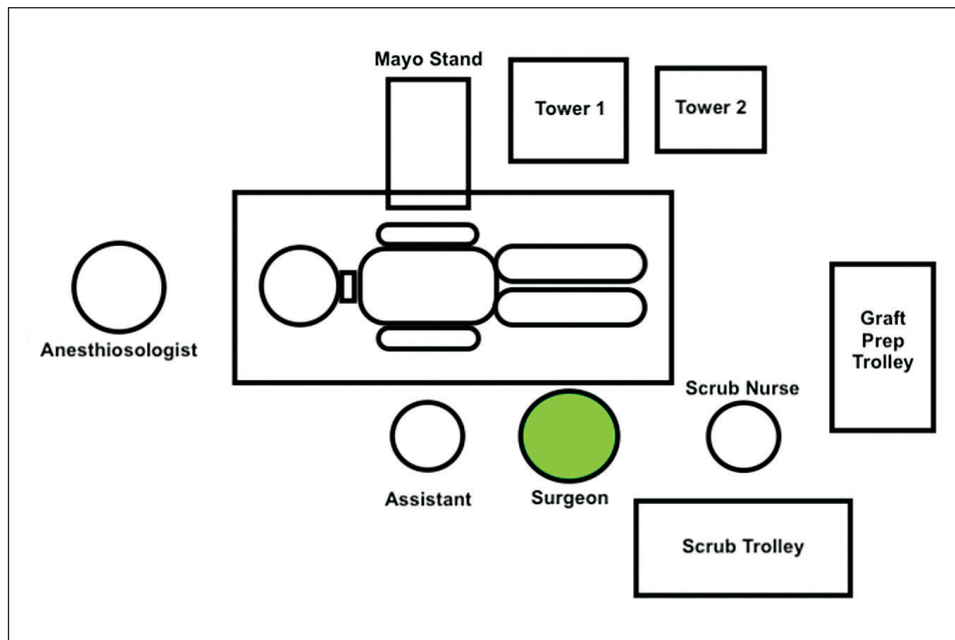 Mayo Stand
Tower 1
Tower 2
Anesthiosologist
Graft
Prep
Trolley
Scrub Nurse
Assistant
Surgeon
Scrub Trolley